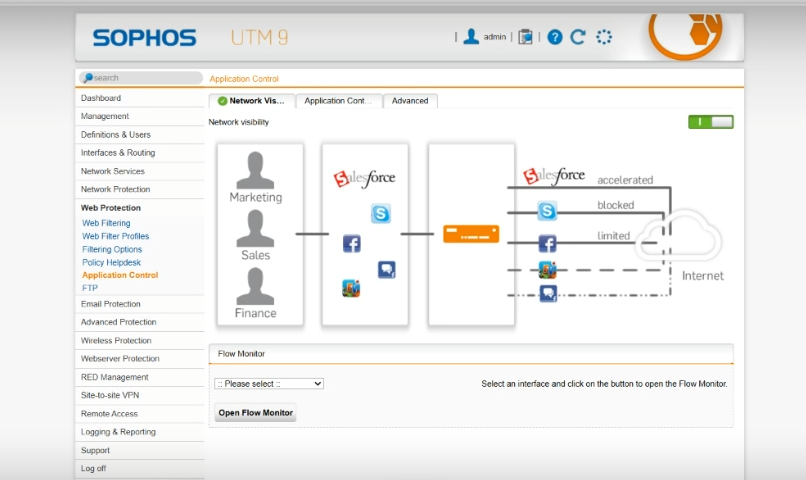 SOPHOS UTM 9
admin
search
Application Control
Dashboard
Management
Definitions & Users
Interfaces & Routing
Network Services
Network Protection
Web Protection
Web Filtering
Web Filter Profiles
Filtering Options
Policy Helpdesk
Application Control
FTP
Email Protection
Advanced Protection
Wireless Protection
Webserver Protection
RED Management
Site-to-site VPN
Remote Access
Logging & Reporting
Support
Log off
Network Vis... Application Cont... Advanced
Network visibility
Marketing
Sales
Finance
Salesforce
Salesforce
accelerated
blocked
limited
Internet
Flow Monitor
:: Please select ::
Select an interface and click on the button to open the Flow Monitor.
Open Flow Monitor